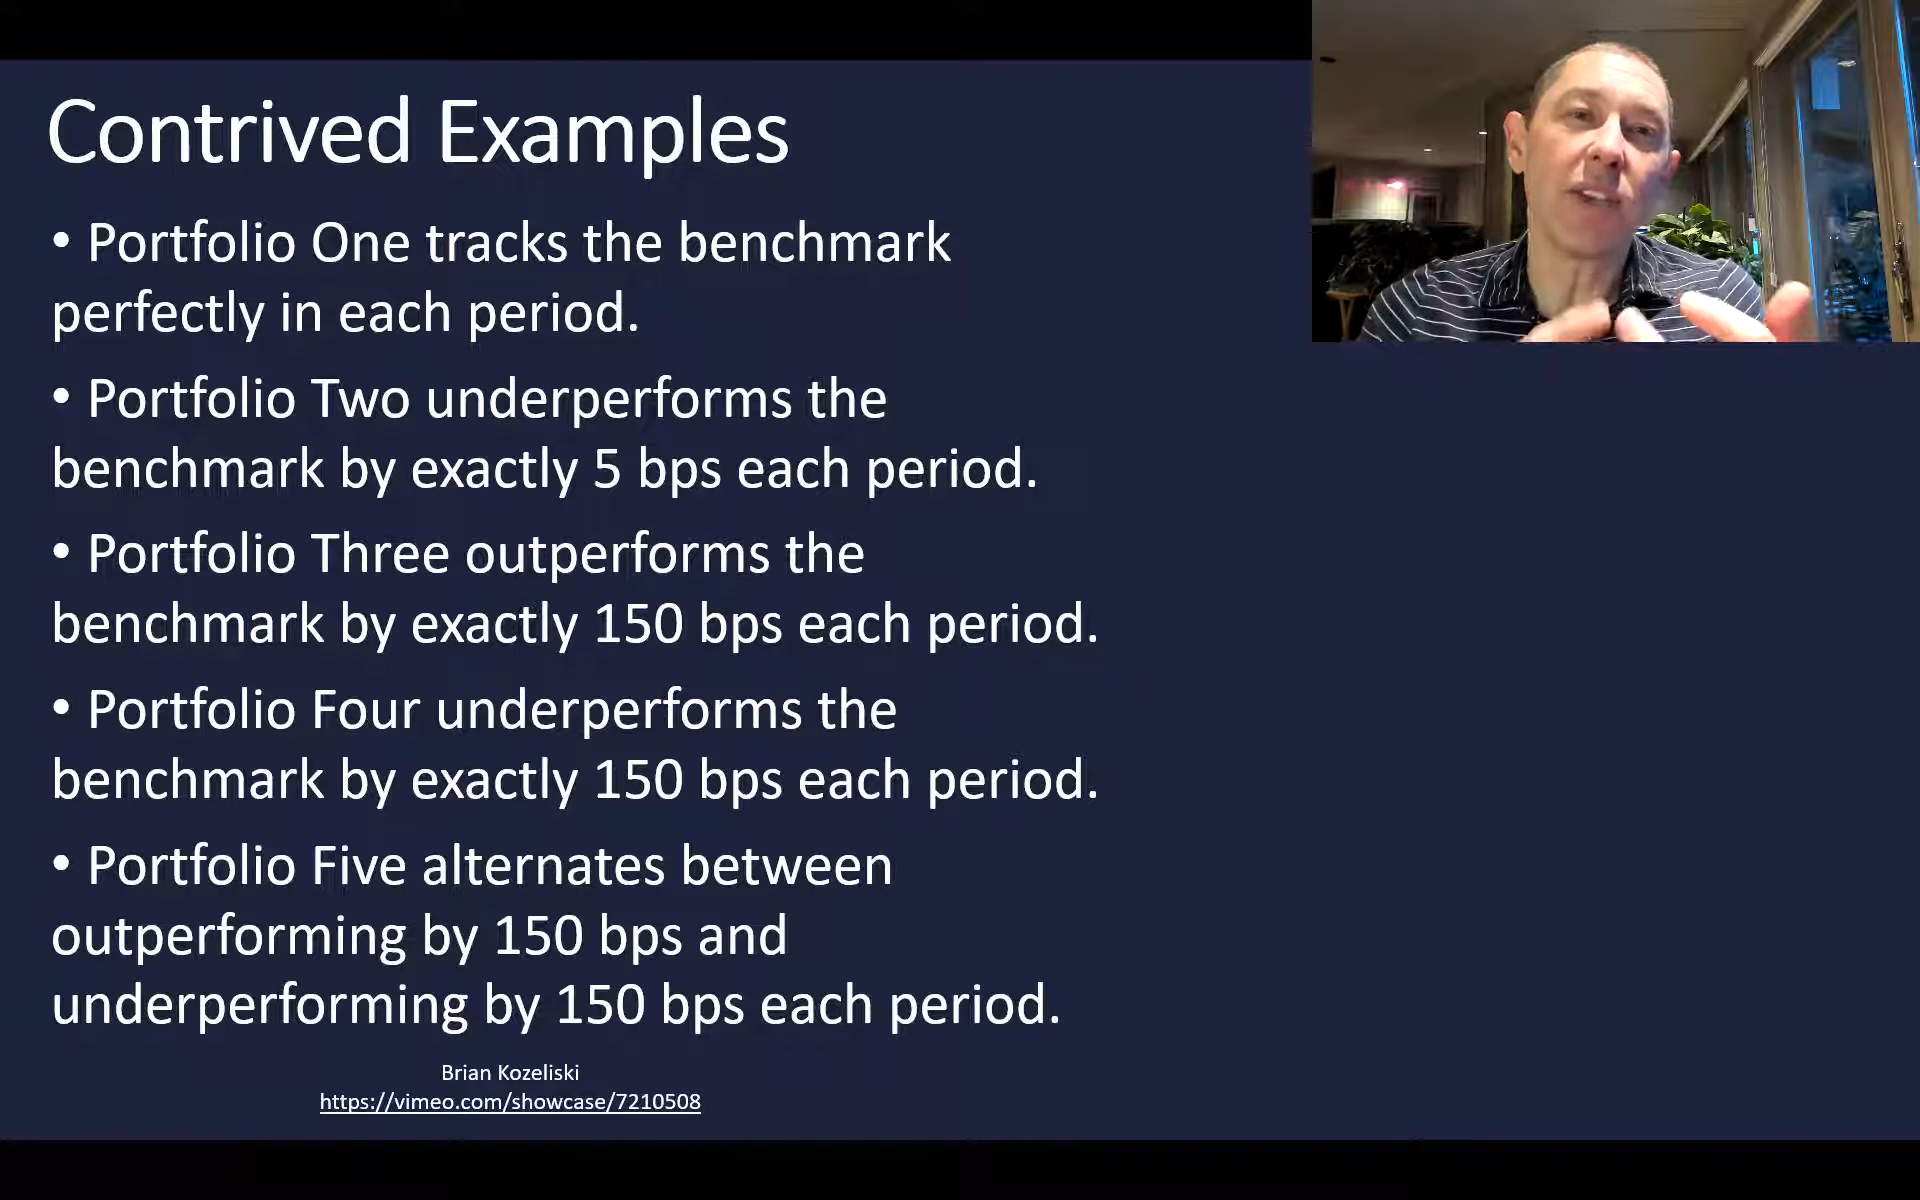 Contrived Examples
• Portfolio One tracks the benchmark
perfectly in each period.
• Portfolio Two underperforms the
benchmark by exactly 5 bps each period.
• Portfolio Three outperforms the
benchmark by exactly 150 bps each period.
• Portfolio Four underperforms the
benchmark by exactly 150 bps each period.
• Portfolio Five alternates between
outperforming by 150 bps and
underperforming by 150 bps each period.
Brian Kozeliski
https://vimeo.com/showcase/7210508